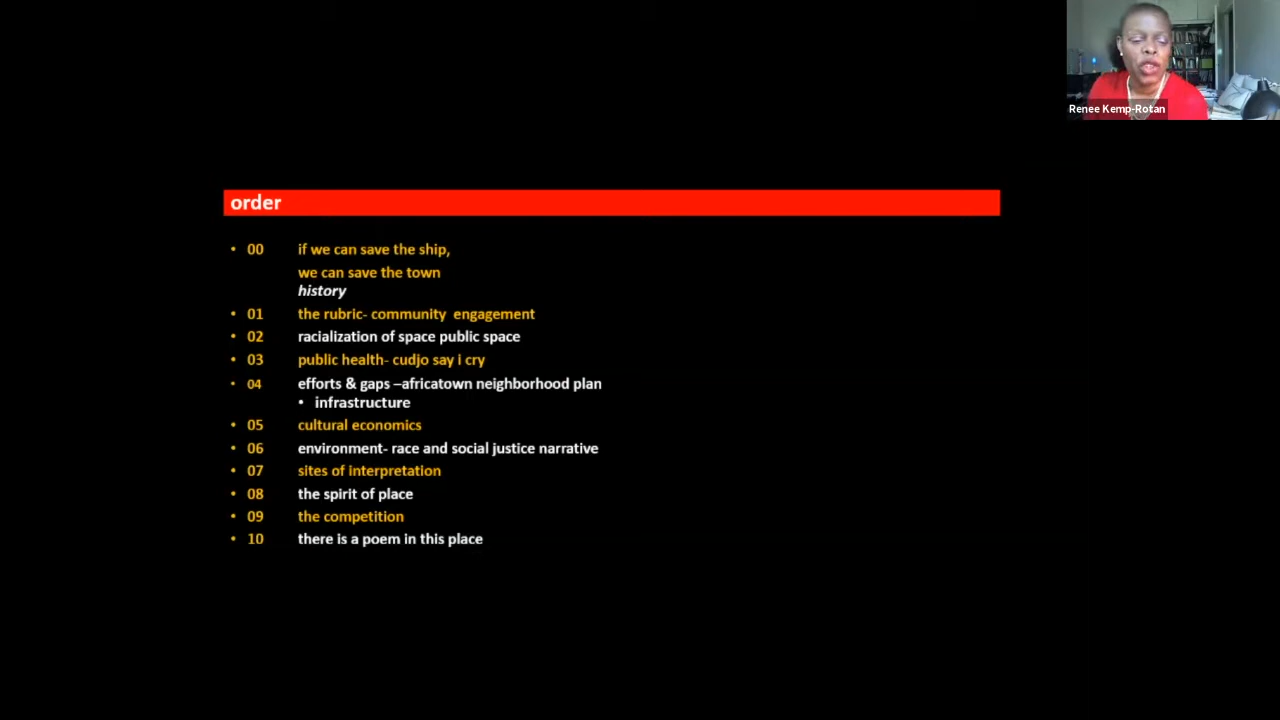 Renee Kemp-Rotan
order
• 00 if we can save the ship,
we can save the town
history
• 01 the rubric- community  engagement
• 02 racialization of space public space
• 03 public health- cudjo say i cry
• 04 efforts & gaps –africatown neighborhood plan
• infrastructure
• 05 cultural economics
• 06 environment- race and social justice narrative
• 07 sites of interpretation
• 08 the spirit of place
• 09 the competition
• 10 there is a poem in this place